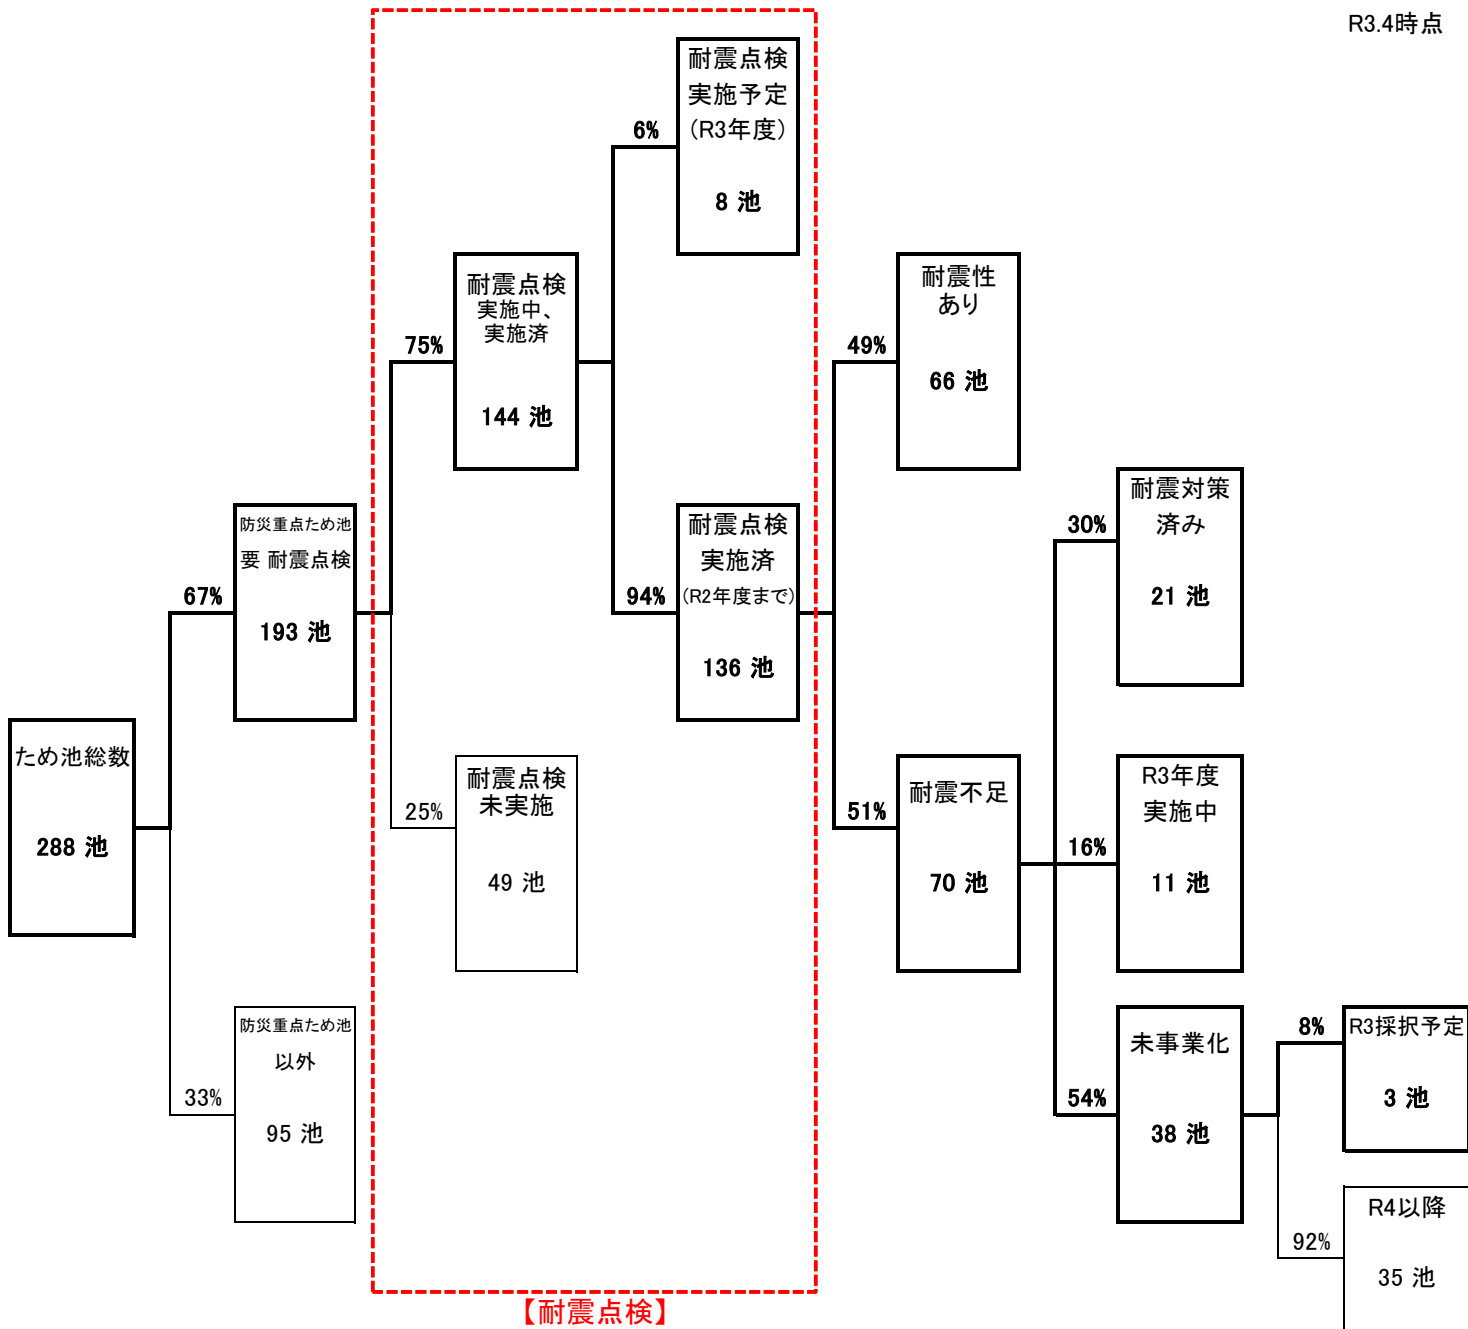 R3.4時点
耐震点検
実施予定
（R3年度）
8 池
6%
耐震点検
実施中、
実施済
144 池
75%
耐震性
あり
66 池
49%
防災重点ため池
要 耐震点検
193 池
67%
耐震点検
実施済
（R2年度まで）
136 池
94%
耐震対策
済み
21 池
30%
ため池総数
288 池
耐震点検
未実施
49 池
25%
耐震不足
70 池
51%
R3年度
実施中
11 池
16%
防災重点ため池
以外
95 池
33%
未事業化
38 池
54%
R3採択予定
3 池
8%
R4以降
35 池
92%
【耐震点検】